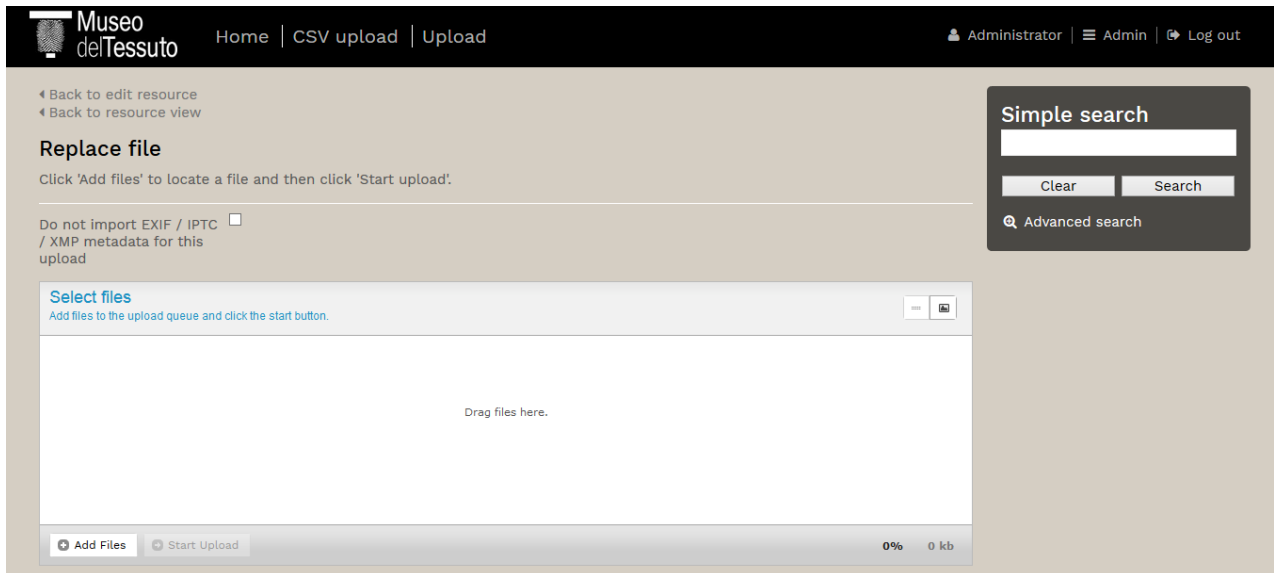 Museo
delTessuto
Home | CSV upload | Upload
Administrator | Admin | Log out
Back to edit resource
Back to resource view
Replace file
Click 'Add files' to locate a file and then click 'Start upload'.
Do not import EXIF / IPTC
/ XMP metadata for this
upload
Select files
Add files to the upload queue and click the start button.
Drag files here.
Add Files
Start Upload
0%
0 kb
Simple search
Clear
Search
Advanced search